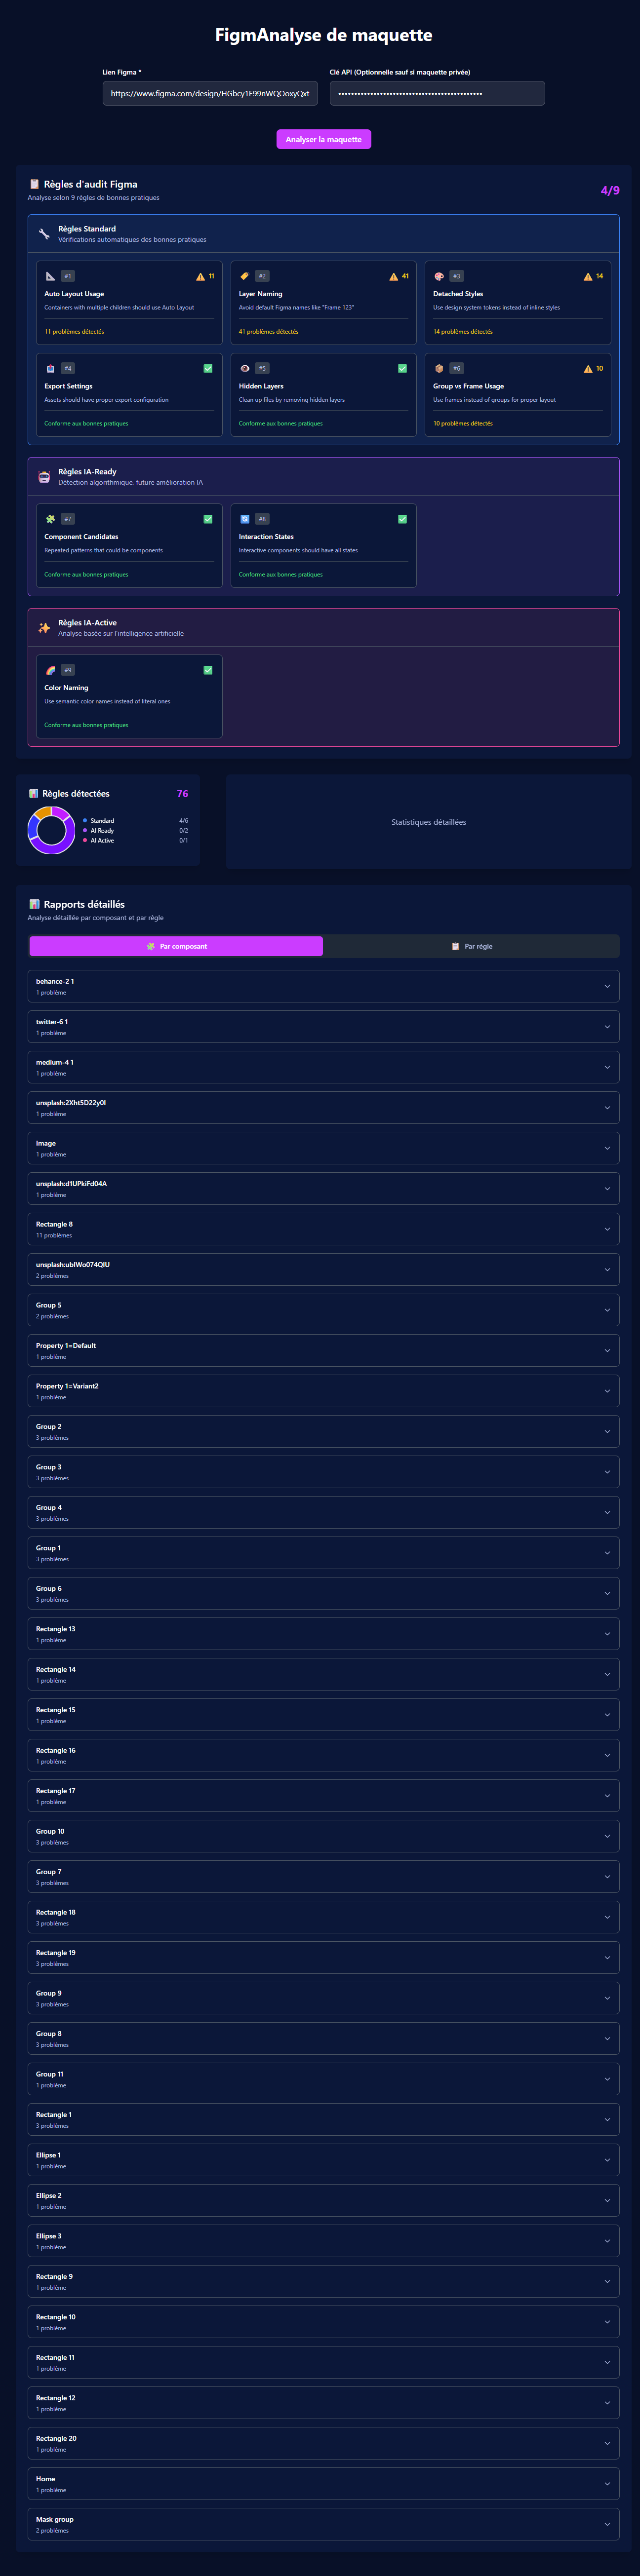 FigmAnalyse de maquette
Lien Figma *
Clé API (Optionnelle sauf si maquette privée)
https://www.figma.com/design/HGbcy1F99nWQOoxyQxt
••••••••••••••••••••••••••••••••••••••••••••
Analyser la maquette
Règles d'audit Figma
Analyse selon 9 règles de bonnes pratiques
4/9
Règles Standard
Vérifications automatiques des bonnes pratiques
#1
11
Auto Layout Usage
Containers with multiple children should use Auto Layout
11 problèmes détectés
#2
41
Layer Naming
Avoid default Figma names like "Frame 123"
41 problèmes détectés
#3
14
Detached Styles
Use design system tokens instead of inline styles
14 problèmes détectés
#4
Export Settings
Assets should have proper export configuration
Conforme aux bonnes pratiques
#5
Hidden Layers
Clean up files by removing hidden layers
Conforme aux bonnes pratiques
#6
10
Group vs Frame Usage
Use frames instead of groups for proper layout
10 problèmes détectés
Règles IA-Ready
Détection algorithmique, future amélioration IA
#7
Component Candidates
Repeated patterns that could be components
Conforme aux bonnes pratiques
#8
Interaction States
Interactive components should have all states
Conforme aux bonnes pratiques
Règles IA-Active
Analyse basée sur l'intelligence artificielle
#9
Color Naming
Use semantic color names instead of literal ones
Conforme aux bonnes pratiques
Règles détectées
76
Standard 4/6
AI Ready 0/2
AI Active 0/1
Statistiques détaillées
Rapports détaillés
Analyse détaillée par composant et par règle
Par composant
Par règle
behance-2 1
1 problème
twitter-6 1
1 problème
medium-4 1
1 problème
unsplash:2Xht5D22y0I
1 problème
Image
1 problème
unsplash:d1UPkiFd04A
1 problème
Rectangle 8
11 problèmes
unsplash:ubIWo074QlU
2 problèmes
Group 5
2 problèmes
Property 1=Default
1 problème
Property 1=Variant2
1 problème
Group 2
3 problèmes
Group 3
3 problèmes
Group 4
3 problèmes
Group 1
3 problèmes
Group 6
3 problèmes
Rectangle 13
1 problème
Rectangle 14
1 problème
Rectangle 15
1 problème
Rectangle 16
1 problème
Rectangle 17
1 problème
Group 10
3 problèmes
Group 7
3 problèmes
Rectangle 18
3 problèmes
Rectangle 19
3 problèmes
Group 9
3 problèmes
Group 8
3 problèmes
Group 11
1 problème
Rectangle 1
3 problèmes
Ellipse 1
1 problème
Ellipse 2
1 problème
Ellipse 3
1 problème
Rectangle 9
1 problème
Rectangle 10
1 problème
Rectangle 11
1 problème
Rectangle 12
1 problème
Rectangle 20
1 problème
Home
1 problème
Mask group
2 problèmes